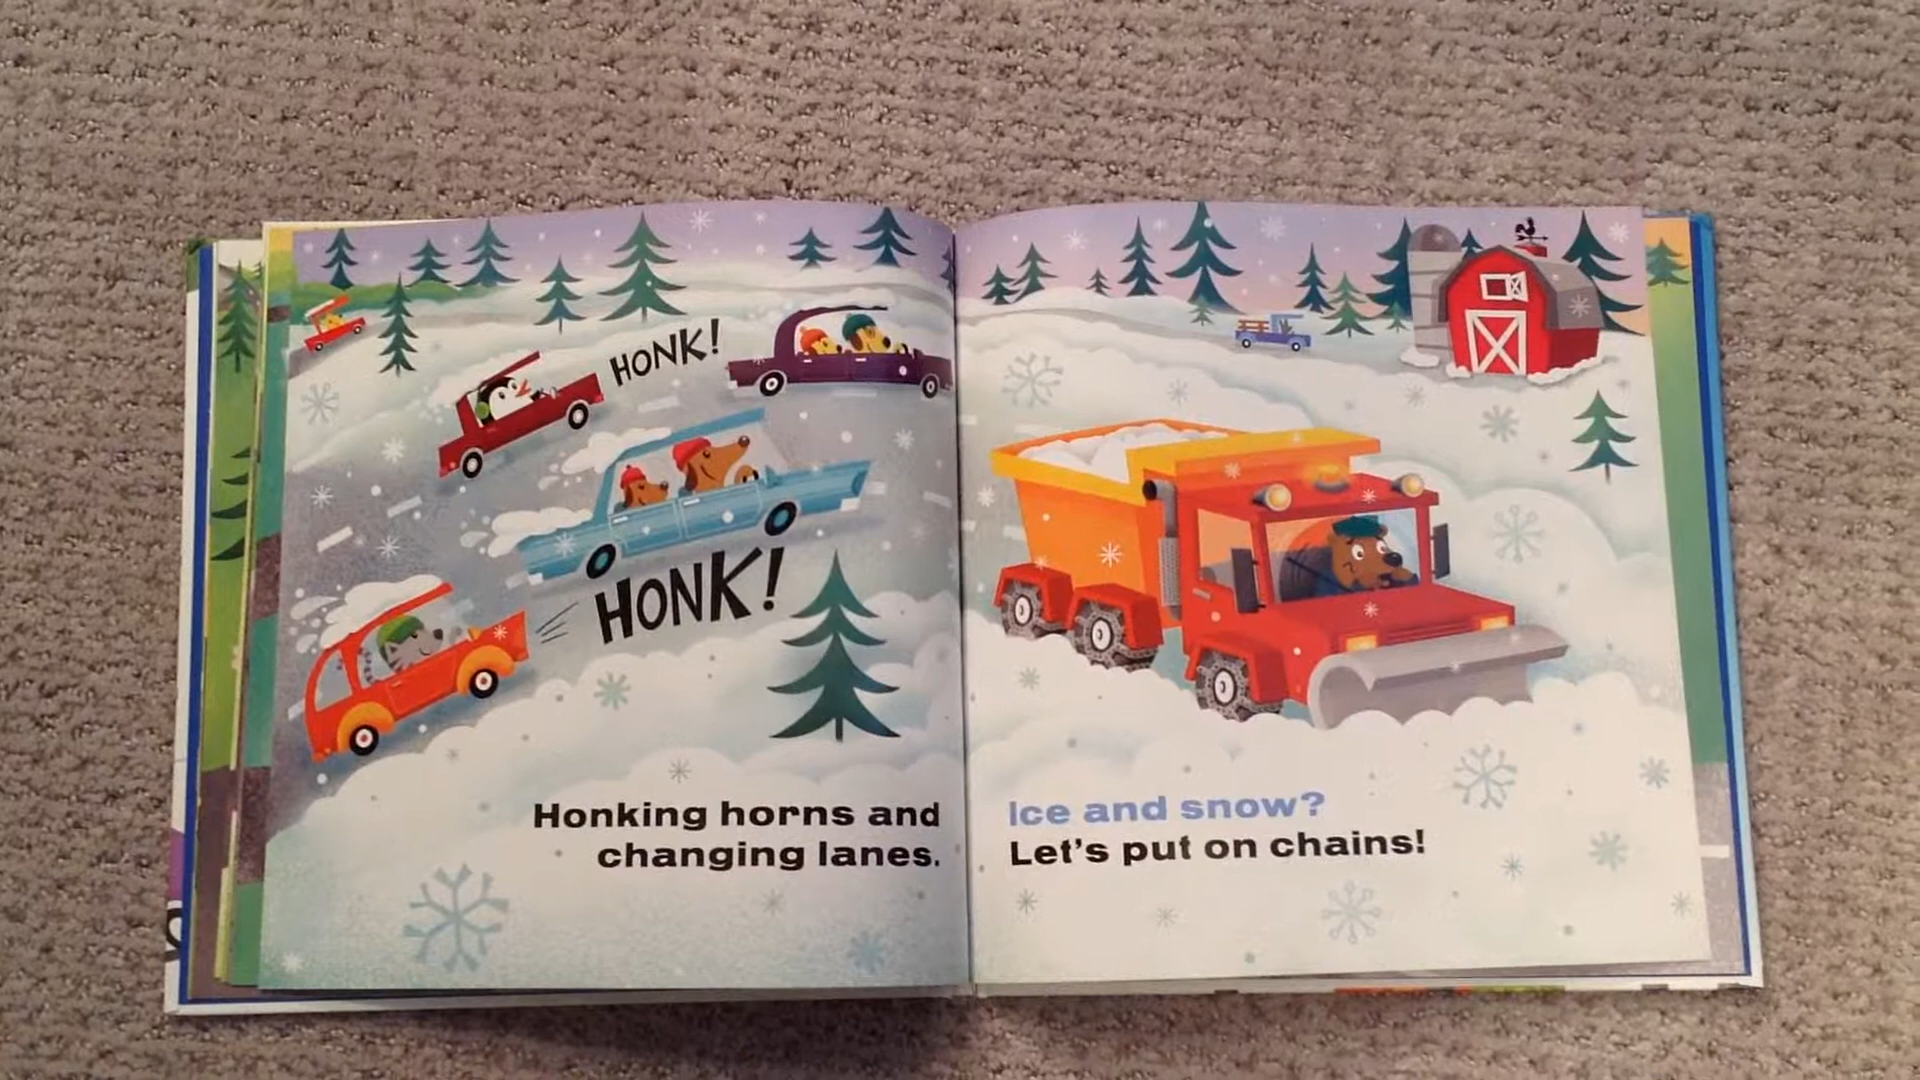 HONK!
HONK!
Honking horns and
changing lanes.
Ice and snow?
Let's put on chains!